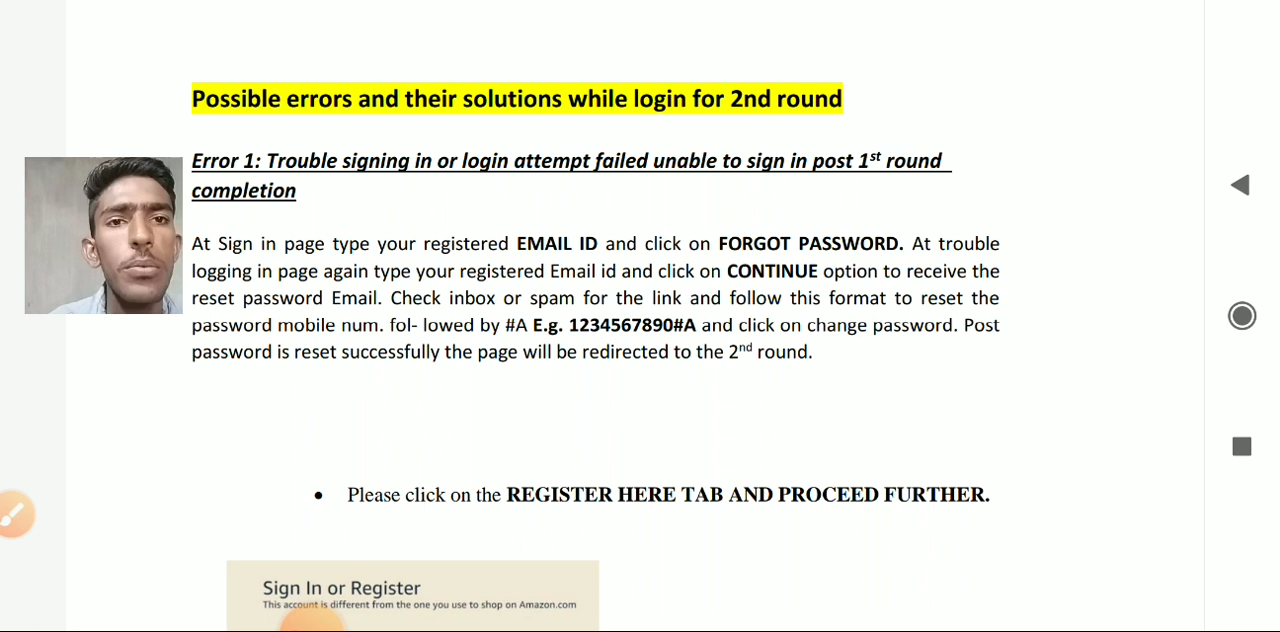 Possible errors and their solutions while login for 2nd round
Error 1: Trouble signing in or login attempt failed unable to sign in post 1st round
completion
At Sign in page type your registered EMAIL ID and click on FORGOT PASSWORD. At trouble
logging in page again type your registered Email id and click on CONTINUE option to receive the
reset password Email. Check inbox or spam for the link and follow this format to reset the
password mobile num. fol- lowed by #A E.g. 1234567890#A and click on change password. Post
password is reset successfully the page will be redirected to the 2nd round.
• Please click on the REGISTER HERE TAB AND PROCEED FURTHER.
Sign In or Register
This account is different from the one you use to shop on Amazon.com